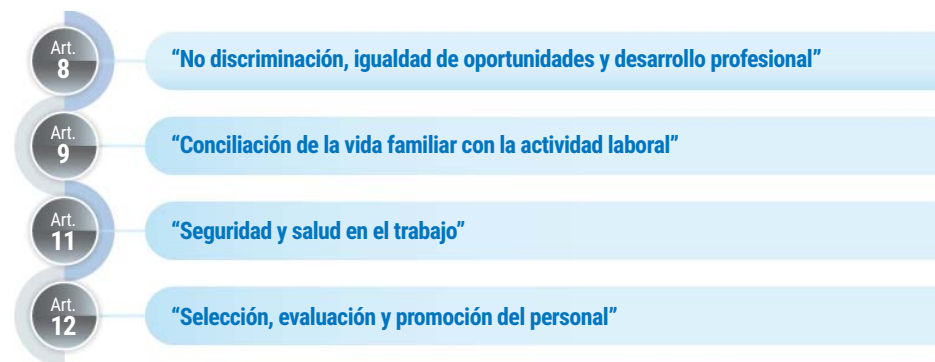 Art.
8
“No discriminación, igualdad de oportunidades y desarrollo profesional”
Art.
9
“Conciliación de la vida familiar con la actividad laboral”
Art.
11
“Seguridad y salud en el trabajo”
Art.
12
“Selección, evaluación y promoción del personal”